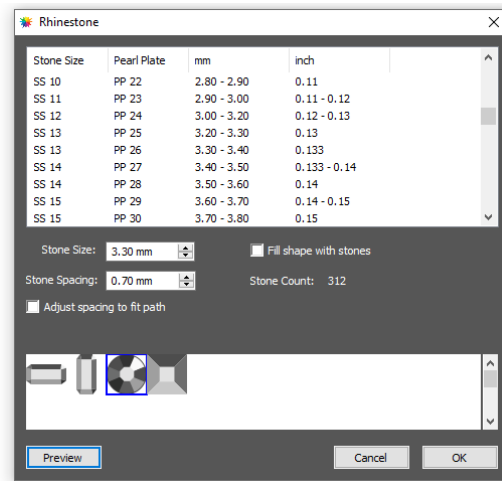 Rhinestone
Stone Size Pearl Plate mm inch
SS 10 PP 22 2.80 - 2.90 0.11
SS 11 PP 23 2.90 - 3.00 0.11 - 0.12
SS 12 PP 24 3.00 - 3.20 0.12 - 0.13
SS 13 PP 25 3.20 - 3.30 0.13
SS 13 PP 26 3.30 - 3.40 0.133
SS 14 PP 27 3.40 - 3.50 0.133 - 0.14
SS 14 PP 28 3.50 - 3.60 0.14
SS 15 PP 29 3.60 - 3.70 0.14 - 0.15
SS 15 PP 30 3.70 - 3.80 0.15
Stone Size: 3.30 mm Fill shape with stones
Stone Spacing: 0.70 mm Stone Count: 312
Adjust spacing to fit path
Preview Cancel OK